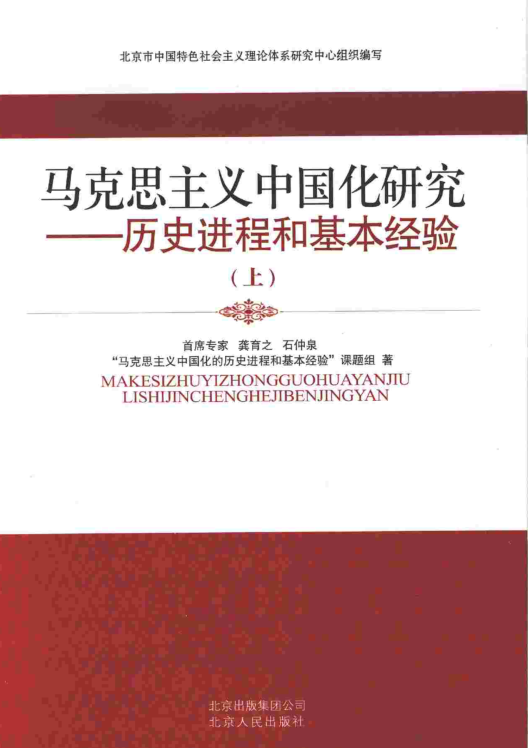 北京市中国特色社会主义理论体系研究中心组织编写
马克思主义中国化研究
——历史进程和基本经验
（上）
首席专家 龚育之 石仲泉
“马克思主义中国化的历史进程和基本经验”课题组 著
MAKESIZHUYIZHONGGUOHUAYANJIU
LISHIJINCHENGHEJIBENJINGYAN
北京出版集团公司
北京人民出版社